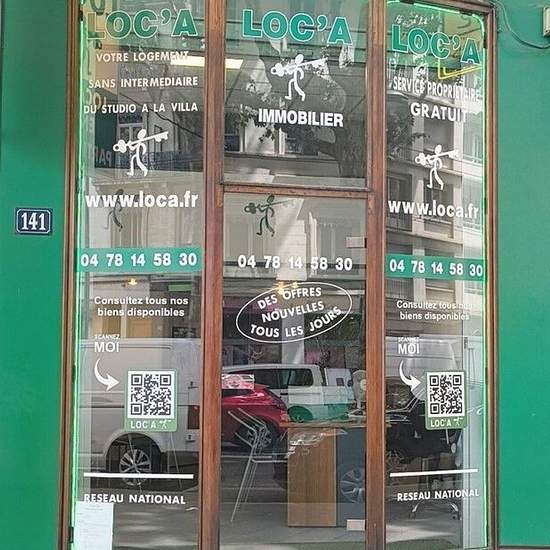 LOC'A
VOTRE LOGEMENT
SANS INTERMEDIAIRE
DU STUDIO A LA VILLA
www.loca.fr
04 78 14 58 30
Consultez tous nos
biens disponibles
SCANNEZ
MOI
LOC'A
RESEAU NATIONAL
LOC'A
IMMOBILIER
04 78 14 58 30
DES OFFRES
NOUVELLES
TOUS LES JOURS
LOC'A
SERVICE PROPRIETAIRE
GRATUIT
www.loca.fr
04 78 14 58 30
Consultez tous nos
biens disponibles
SCANNEZ
MOI
LOC'A
RESEAU NATIONAL
141